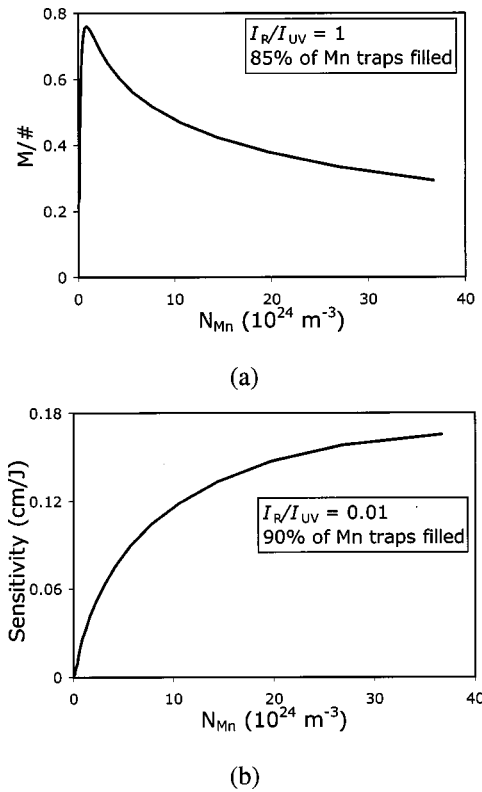 I_R/I_UV = 1
85% of Mn traps filled
M/#
0.8
0.6
0.4
0.2
0
0 10 20 30 40
N_Mn (10^24 m^-3)
(a)
Sensitivity (cm/J)
0.18
0.12
0.06
0
I_R/I_UV = 0.01
90% of Mn traps filled
0 10 20 30 40
N_Mn (10^24 m^-3)
(b)